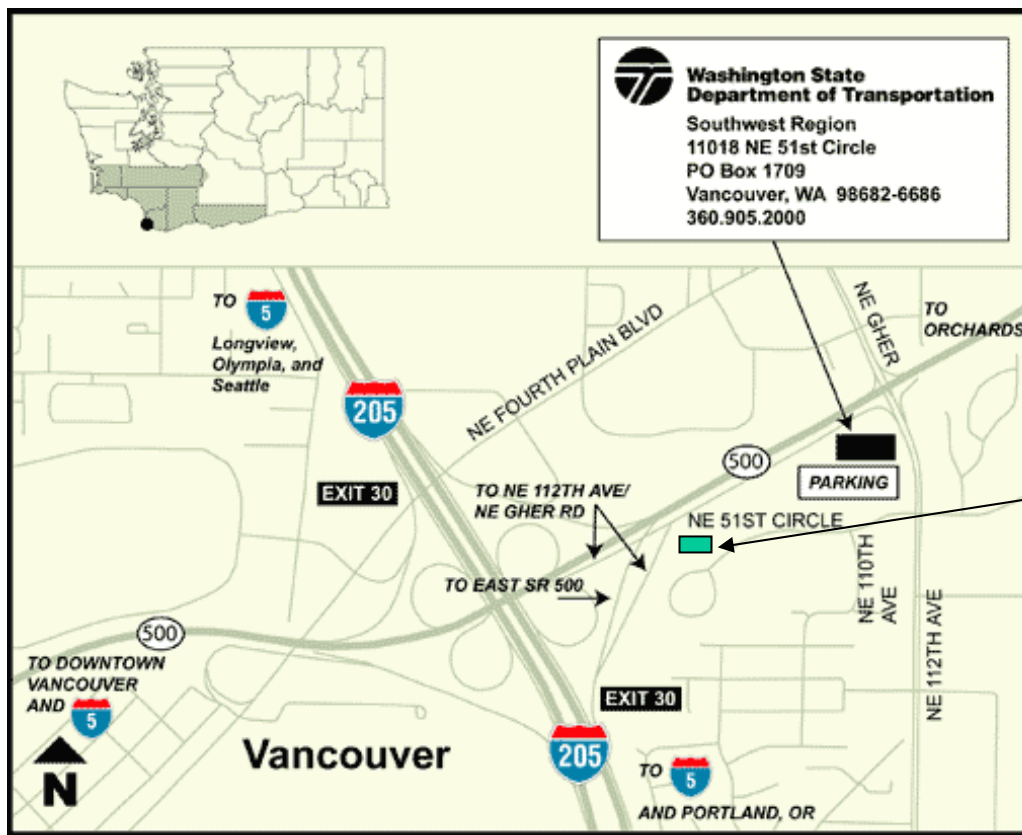 Washington State
Department of Transportation
Southwest Region
11018 NE 51st Circle
PO Box 1709
Vancouver, WA 98682-6686
360.905.2000
TO 5
Longview,
Olympia, and
Seattle
205
NE FOURTH PLAIN BLVD
NE GHER
TO
ORCHARDS
500
PARKING
EXIT 30
TO NE 112TH AVE/
NE GHER RD
NE 51ST CIRCLE
TO EAST SR 500
NE 110TH
AVE
NE 112TH AVE
500
TO DOWNTOWN
VANCOUVER
AND 5
N
Vancouver
EXIT 30
205
TO 5
AND PORTLAND, OR